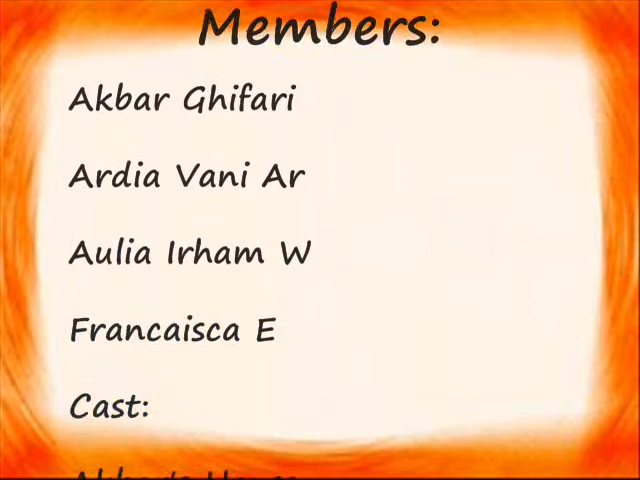 Members:
Akbar Ghifari
Ardia Vani Ar
Aulia Irham W
Francaisca E
Cast: